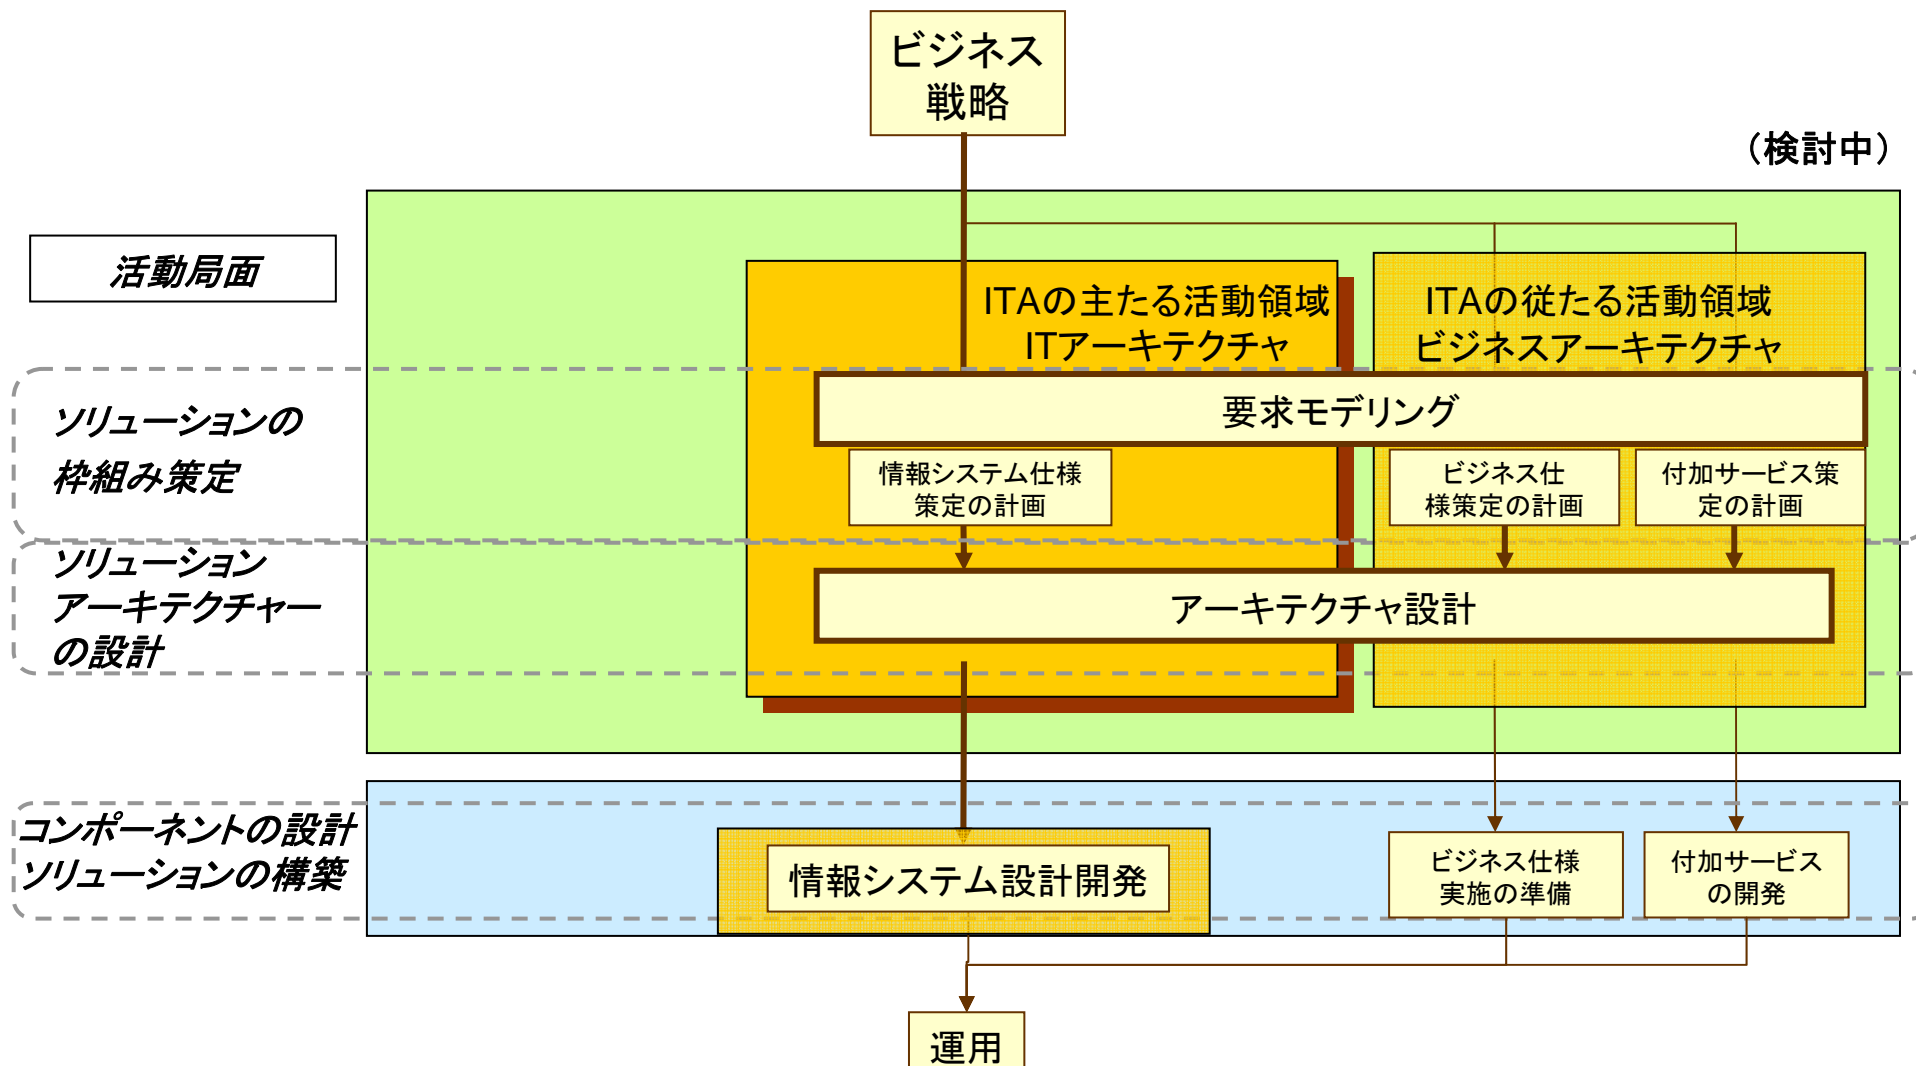 ビジネス
戦略
（検討中）
活動局面
ITAの主たる活動領域
ITアーキテクチャ
ITAの従たる活動領域
ビジネスアーキテクチャ
ソリューションの
枠組み策定
要求モデリング
情報システム仕様
策定の計画
ビジネス仕
様策定の計画
付加サービス策
定の計画
ソリューション
アーキテクチャー
の設計
アーキテクチャ設計
コンポーネントの設計
ソリューションの構築
情報システム設計開発
ビジネス仕様
実施の準備
付加サービス
の開発
運用